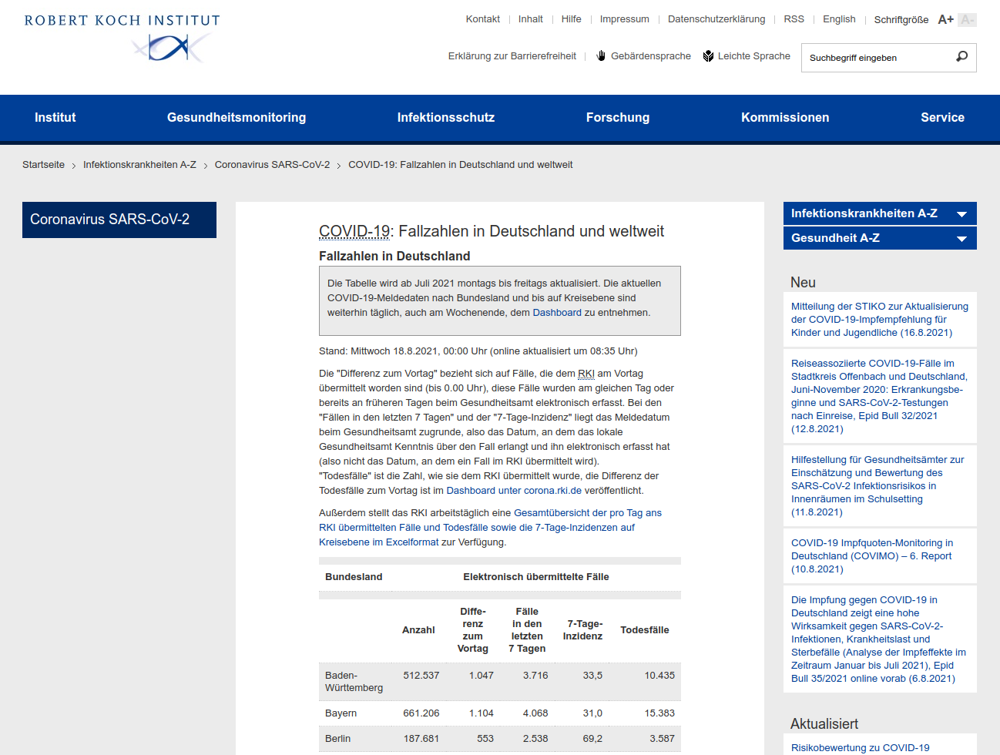 ROBERT KOCH INSTITUT
Kontakt
Inhalt
Hilfe
Impressum
Datenschutzerklärung
RSS
English
Schriftgröße A+ A-
Erklärung zur Barrierefreiheit
Gebärdensprache
Leichte Sprache
Suchbegriff eingeben
Institut
Gesundheitsmonitoring
Infektionsschutz
Forschung
Kommissionen
Service
Startseite
Infektionskrankheiten A-Z
Coronavirus SARS-CoV-2
COVID-19: Fallzahlen in Deutschland und weltweit
Coronavirus SARS-CoV-2
COVID-19: Fallzahlen in Deutschland und weltweit
Fallzahlen in Deutschland
Die Tabelle wird ab Juli 2021 montags bis freitags aktualisiert. Die aktuellen
COVID-19-Meldedaten nach Bundesland und bis auf Kreisebene sind
weiterhin täglich, auch am Wochenende, dem Dashboard zu entnehmen.
Stand: Mittwoch 18.8.2021, 00:00 Uhr (online aktualisiert um 08:35 Uhr)
Die "Differenz zum Vortag" bezieht sich auf Fälle, die dem RKI am Vortag
übermittelt worden sind (bis 0.00 Uhr), diese Fälle wurden am gleichen Tag oder
bereits an früheren Tagen beim Gesundheitsamt elektronisch erfasst. Bei den
"Fällen in den letzten 7 Tagen" und der "7-Tage-Inzidenz" liegt das Meldedatum
beim Gesundheitsamt zugrunde, also das Datum, an dem das lokale
Gesundheitsamt Kenntnis über den Fall erlangt und ihn elektronisch erfasst hat
(also nicht das Datum, an dem ein Fall im RKI übermittelt wird).
"Todesfälle" ist die Zahl, wie sie dem RKI übermittelt wurde, die Differenz der
Todesfälle zum Vortag ist im Dashboard unter corona.rki.de veröffentlicht.
Außerdem stellt das RKI arbeitstäglich eine Gesamtübersicht der pro Tag ans
RKI übermittelten Fälle und Todesfälle sowie die 7-Tage-Inzidenzen auf
Kreisebene im Excelformat zur Verfügung.
Bundesland
Elektronisch übermittelte Fälle
Anzahl
Diffe-
renz
zum
Vortag
Fälle
in den
letzten
7 Tagen
7-Tage-
Inzidenz
Todesfälle
Baden-
Württemberg 512.537 1.047 3.716 33,5 10.435
Bayern 661.206 1.104 4.068 31,0 15.383
Berlin 187.681 553 2.538 69,2 3.587
Infektionskrankheiten A-Z
Gesundheit A-Z
Neu
Mitteilung der STIKO zur Aktualisierung
der COVID-19-Impfempfehlung für
Kinder und Jugendliche (16.8.2021)
Reiseassoziierte COVID-19-Fälle im
Stadtkreis Offenbach und Deutschland,
Juni-November 2020: Erkrankungsbe-
ginne und SARS-CoV-2-Testungen
nach Einreise, Epid Bull 32/2021
(12.8.2021)
Hilfestellung für Gesundheitsämter zur
Einschätzung und Bewertung des
SARS-CoV-2 Infektionsrisikos in
Innenräumen im Schulsetting
(11.8.2021)
COVID-19 Impfquoten-Monitoring in
Deutschland (COVIMO) – 6. Report
(10.8.2021)
Die Impfung gegen COVID-19 in
Deutschland zeigt eine hohe
Wirksamkeit gegen SARS-CoV-2-
Infektionen, Krankheitslast und
Sterbefälle (Analyse der Impfeffekte im
Zeitraum Januar bis Juli 2021), Epid
Bull 35/2021 online vorab (6.8.2021)
Aktualisiert
Risikobewertung zu COVID-19